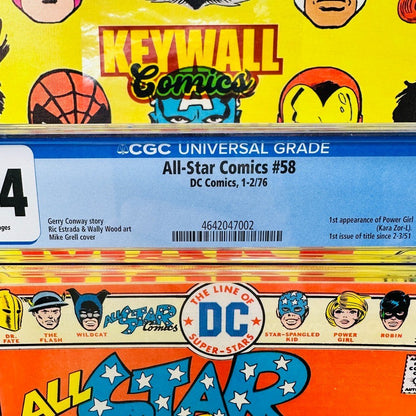 KEYWALL
Comics
CGC UNIVERSAL GRADE
4
All-Star Comics #58
DC Comics, 1-2/76
ages
Gerry Conway story
Ric Estrada & Wally Wood art
Mike Grell cover
4642047002
1st appearance of Power Girl
(Kara Zor-L).
1st issue of title since 2-3/51
THE LINE OF
DC
SUPER-STARS
ALL STAR
Comics
DR. FATE
THE FLASH
WILDCAT
STAR-SPANGLED KID
POWER GIRL
ROBIN
ALL STAR